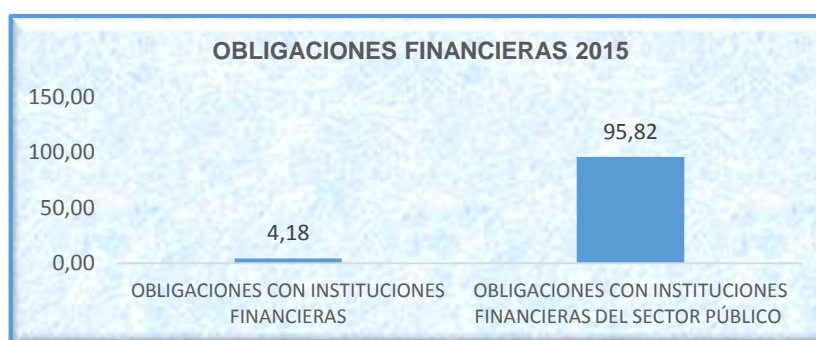 OBLIGACIONES FINANCIERAS 2015
150,00
100,00
50,00
0,00
4,18
95,82
OBLIGACIONES CON INSTITUCIONES
FINANCIERAS
OBLIGACIONES CON INSTITUCIONES
FINANCIERAS DEL SECTOR PÚBLICO